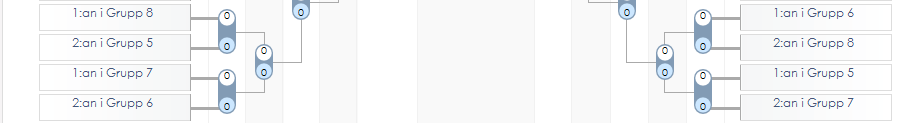 1:an i Grupp 8
0
0
2:an i Grupp 5
0
0
1:an i Grupp 7
0
0
2:an i Grupp 6
0
0
1:an i Grupp 6
0
0
2:an i Grupp 8
0
0
1:an i Grupp 5
0
0
2:an i Grupp 7